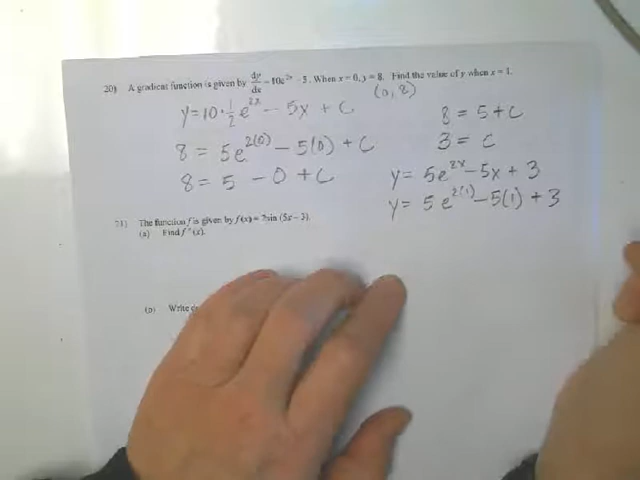 20) A gradient function is given by dy/dx = 10e^2x - 5. When x = 0, y = 8. Find the value of y when x = 1.
(0, 8)
y = 10 · 1/2 e^2x - 5x + C
8 = 5e^2(0) - 5(0) + C
8 = 5 - 0 + C
8 = 5 + C
3 = C
y = 5e^2x - 5x + 3
y = 5e^2(1) - 5(1) + 3
21) The function f is given by f(x) = 2sin (5x - 3).
(a) Find f''(x).
(b) Write